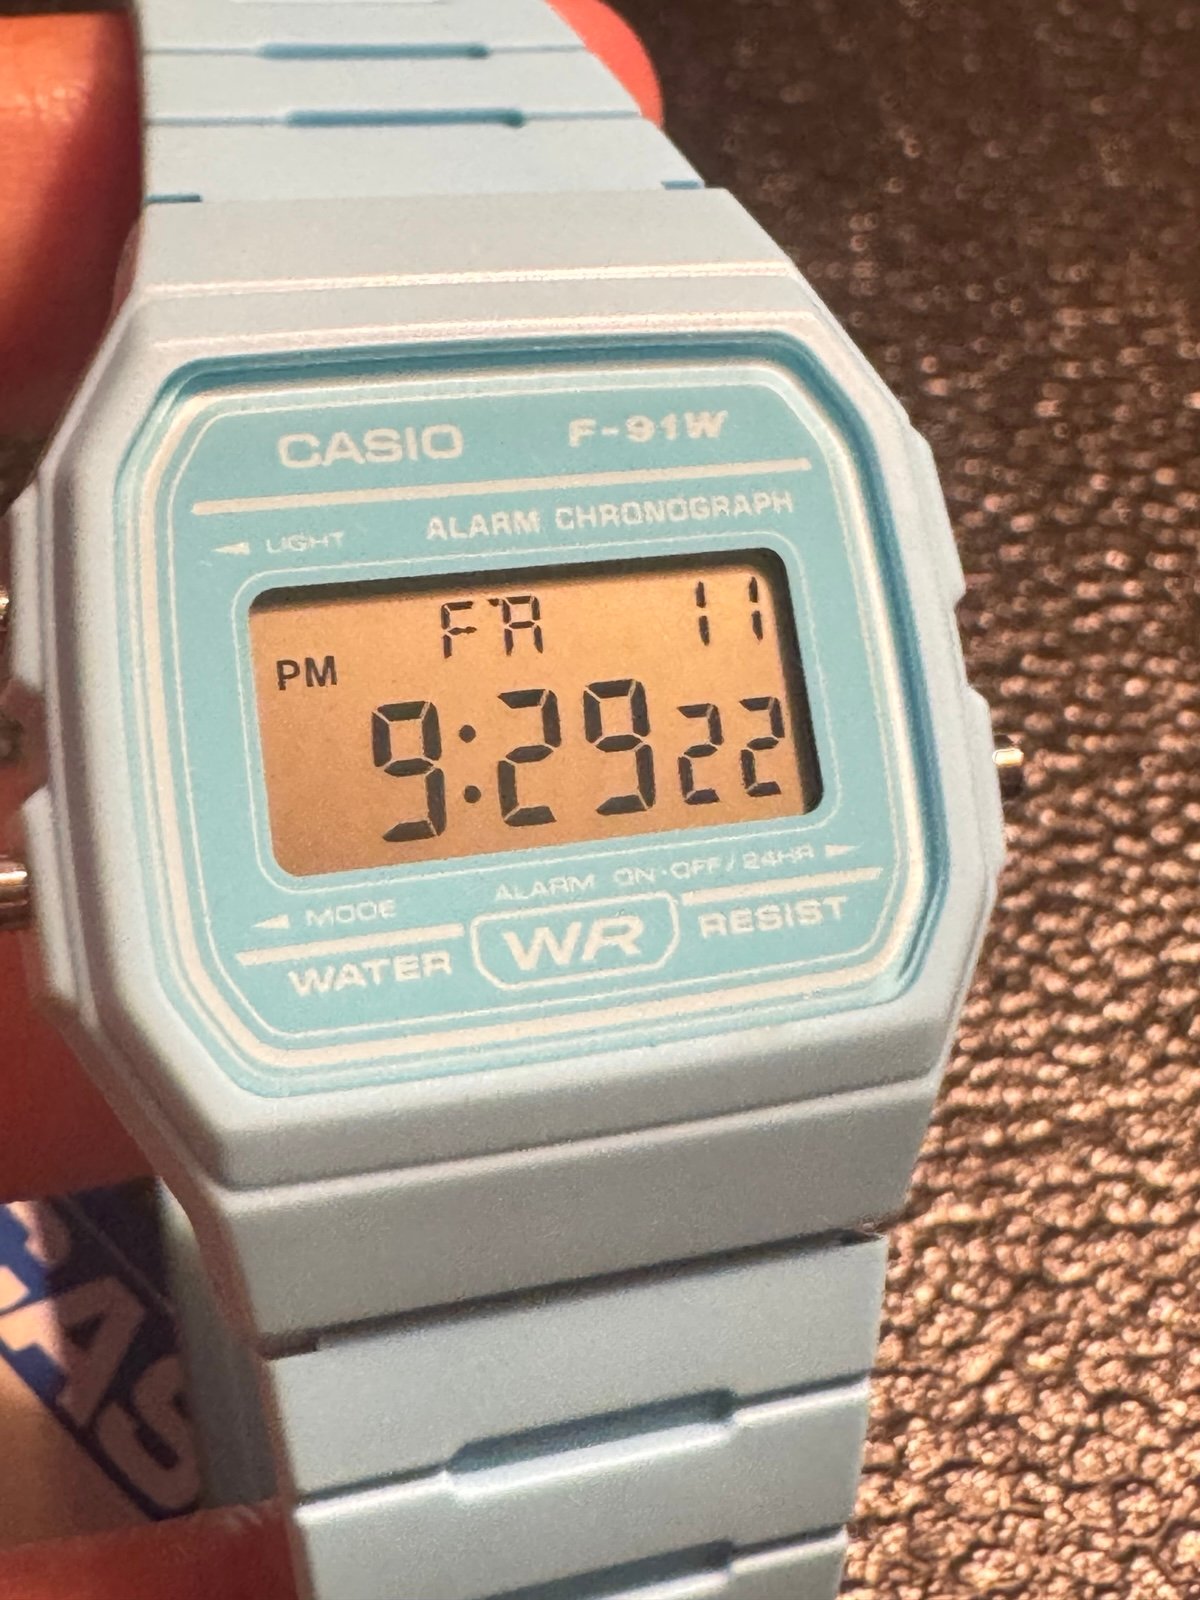 CASIO F-91W
ALARM CHRONOGRAPH
LIGHT
FR 11
PM
9:29 22
ALARM ON·OFF/24HR
MODE
WATER WR RESIST